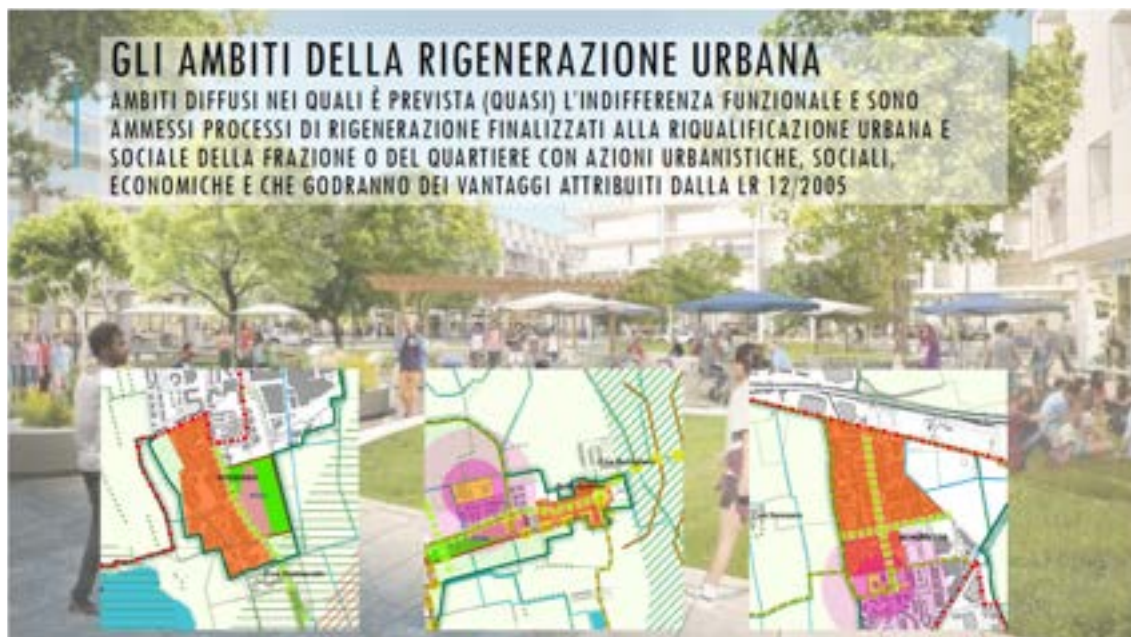 GLI AMBITI DELLA RIGENERAZIONE URBANA
AMBITI DIFFUSI NEI QUALI È PREVISTA (QUASI) L'INDIFFERENZA FUNZIONALE E SONO
AMMESSI PROCESSI DI RIGENERAZIONE FINALIZZATI ALLA RIQUALIFICAZIONE URBANA E
SOCIALE DELLA FRAZIONE O DEL QUARTIERE CON AZIONI URBANISTICHE, SOCIALI,
ECONOMICHE E CHE GODRANNO DEI VANTAGGI ATTRIBUITI DALLA LR 12/2005